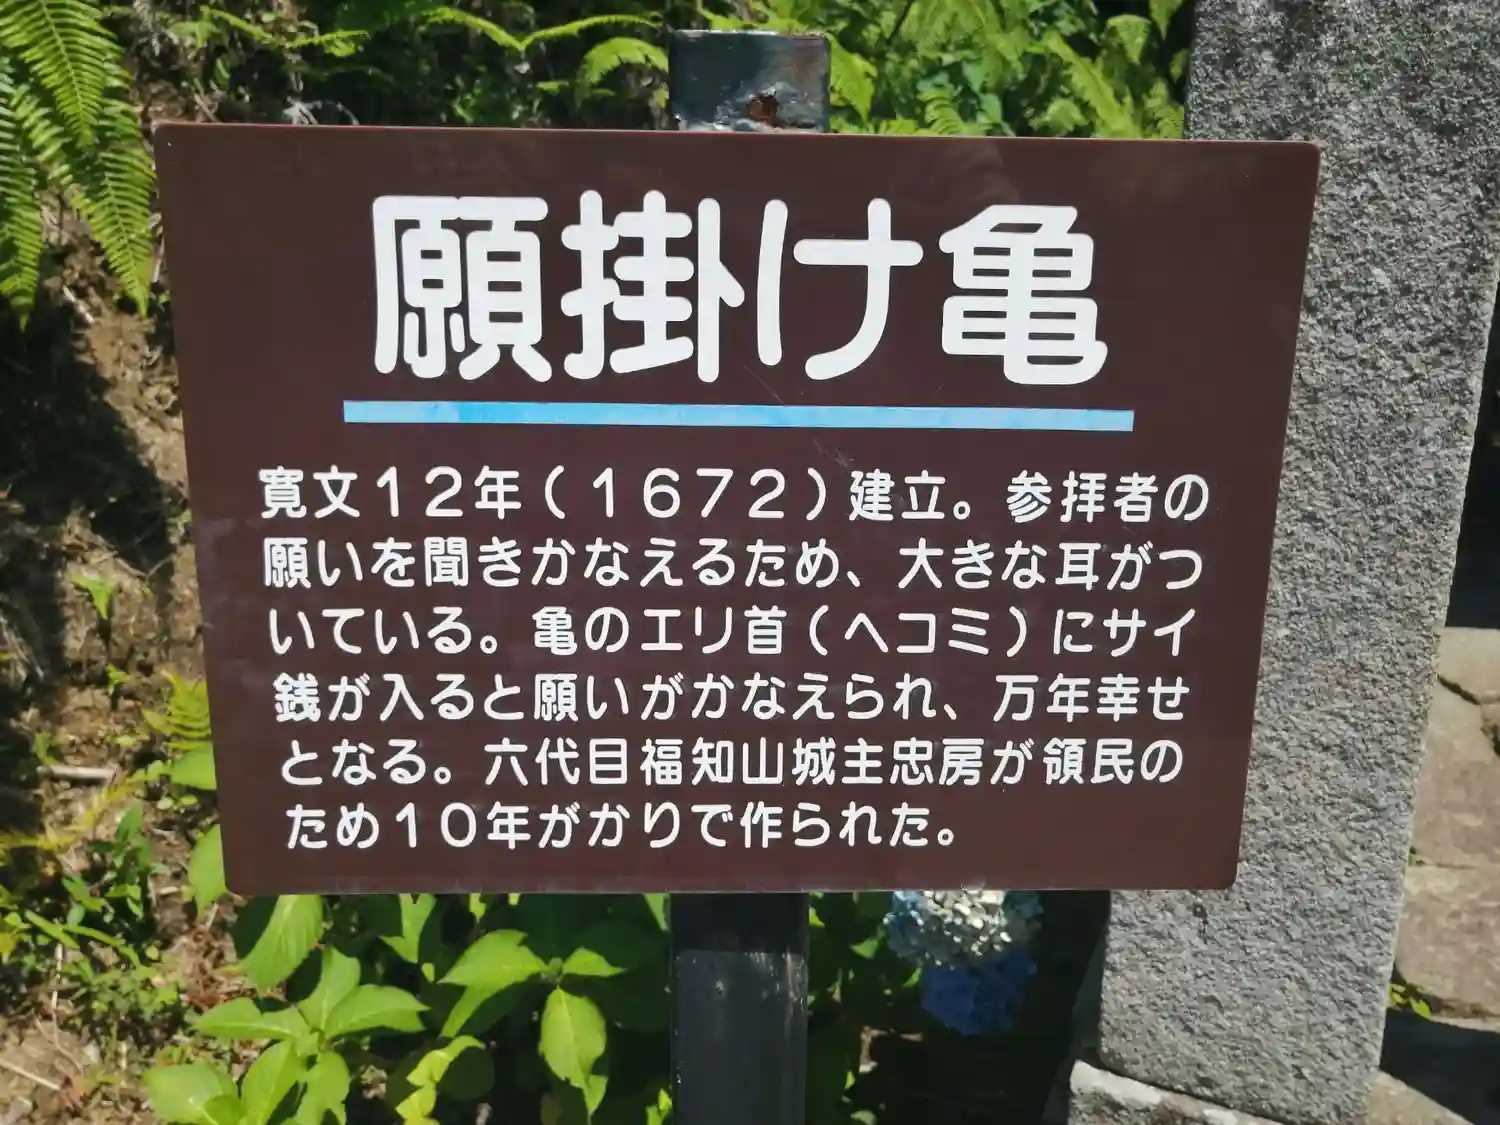 願掛け亀
寛文１２年（１６７２）建立。参拝者の
願いを聞きかなえるため、大きな耳がつ
いている。亀のエリ首（ヘコミ）にサイ
銭が入ると願いがかなえられ、万年幸せ
となる。六代目福知山城主忠房が領民の
ため１０年がかりで作られた。